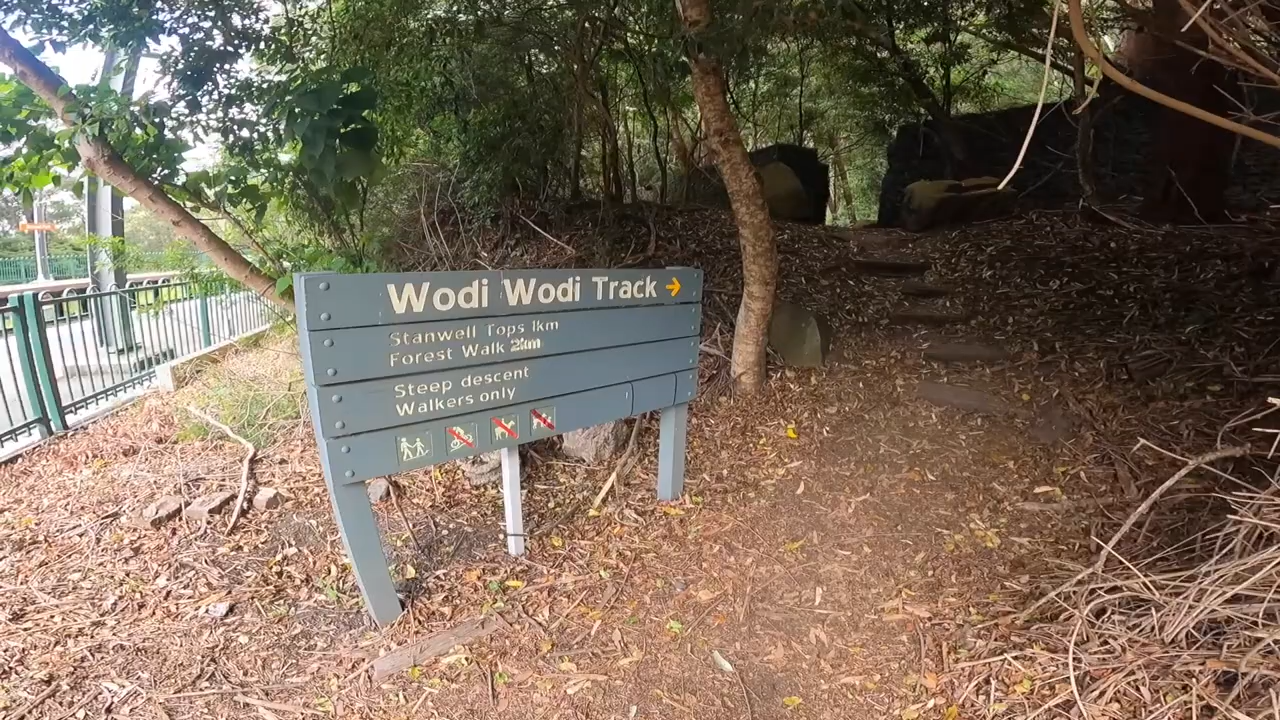 Wodi Wodi Track →
Stanwell Tops 1km
Forest Walk 2km
Steep descent
Walkers only